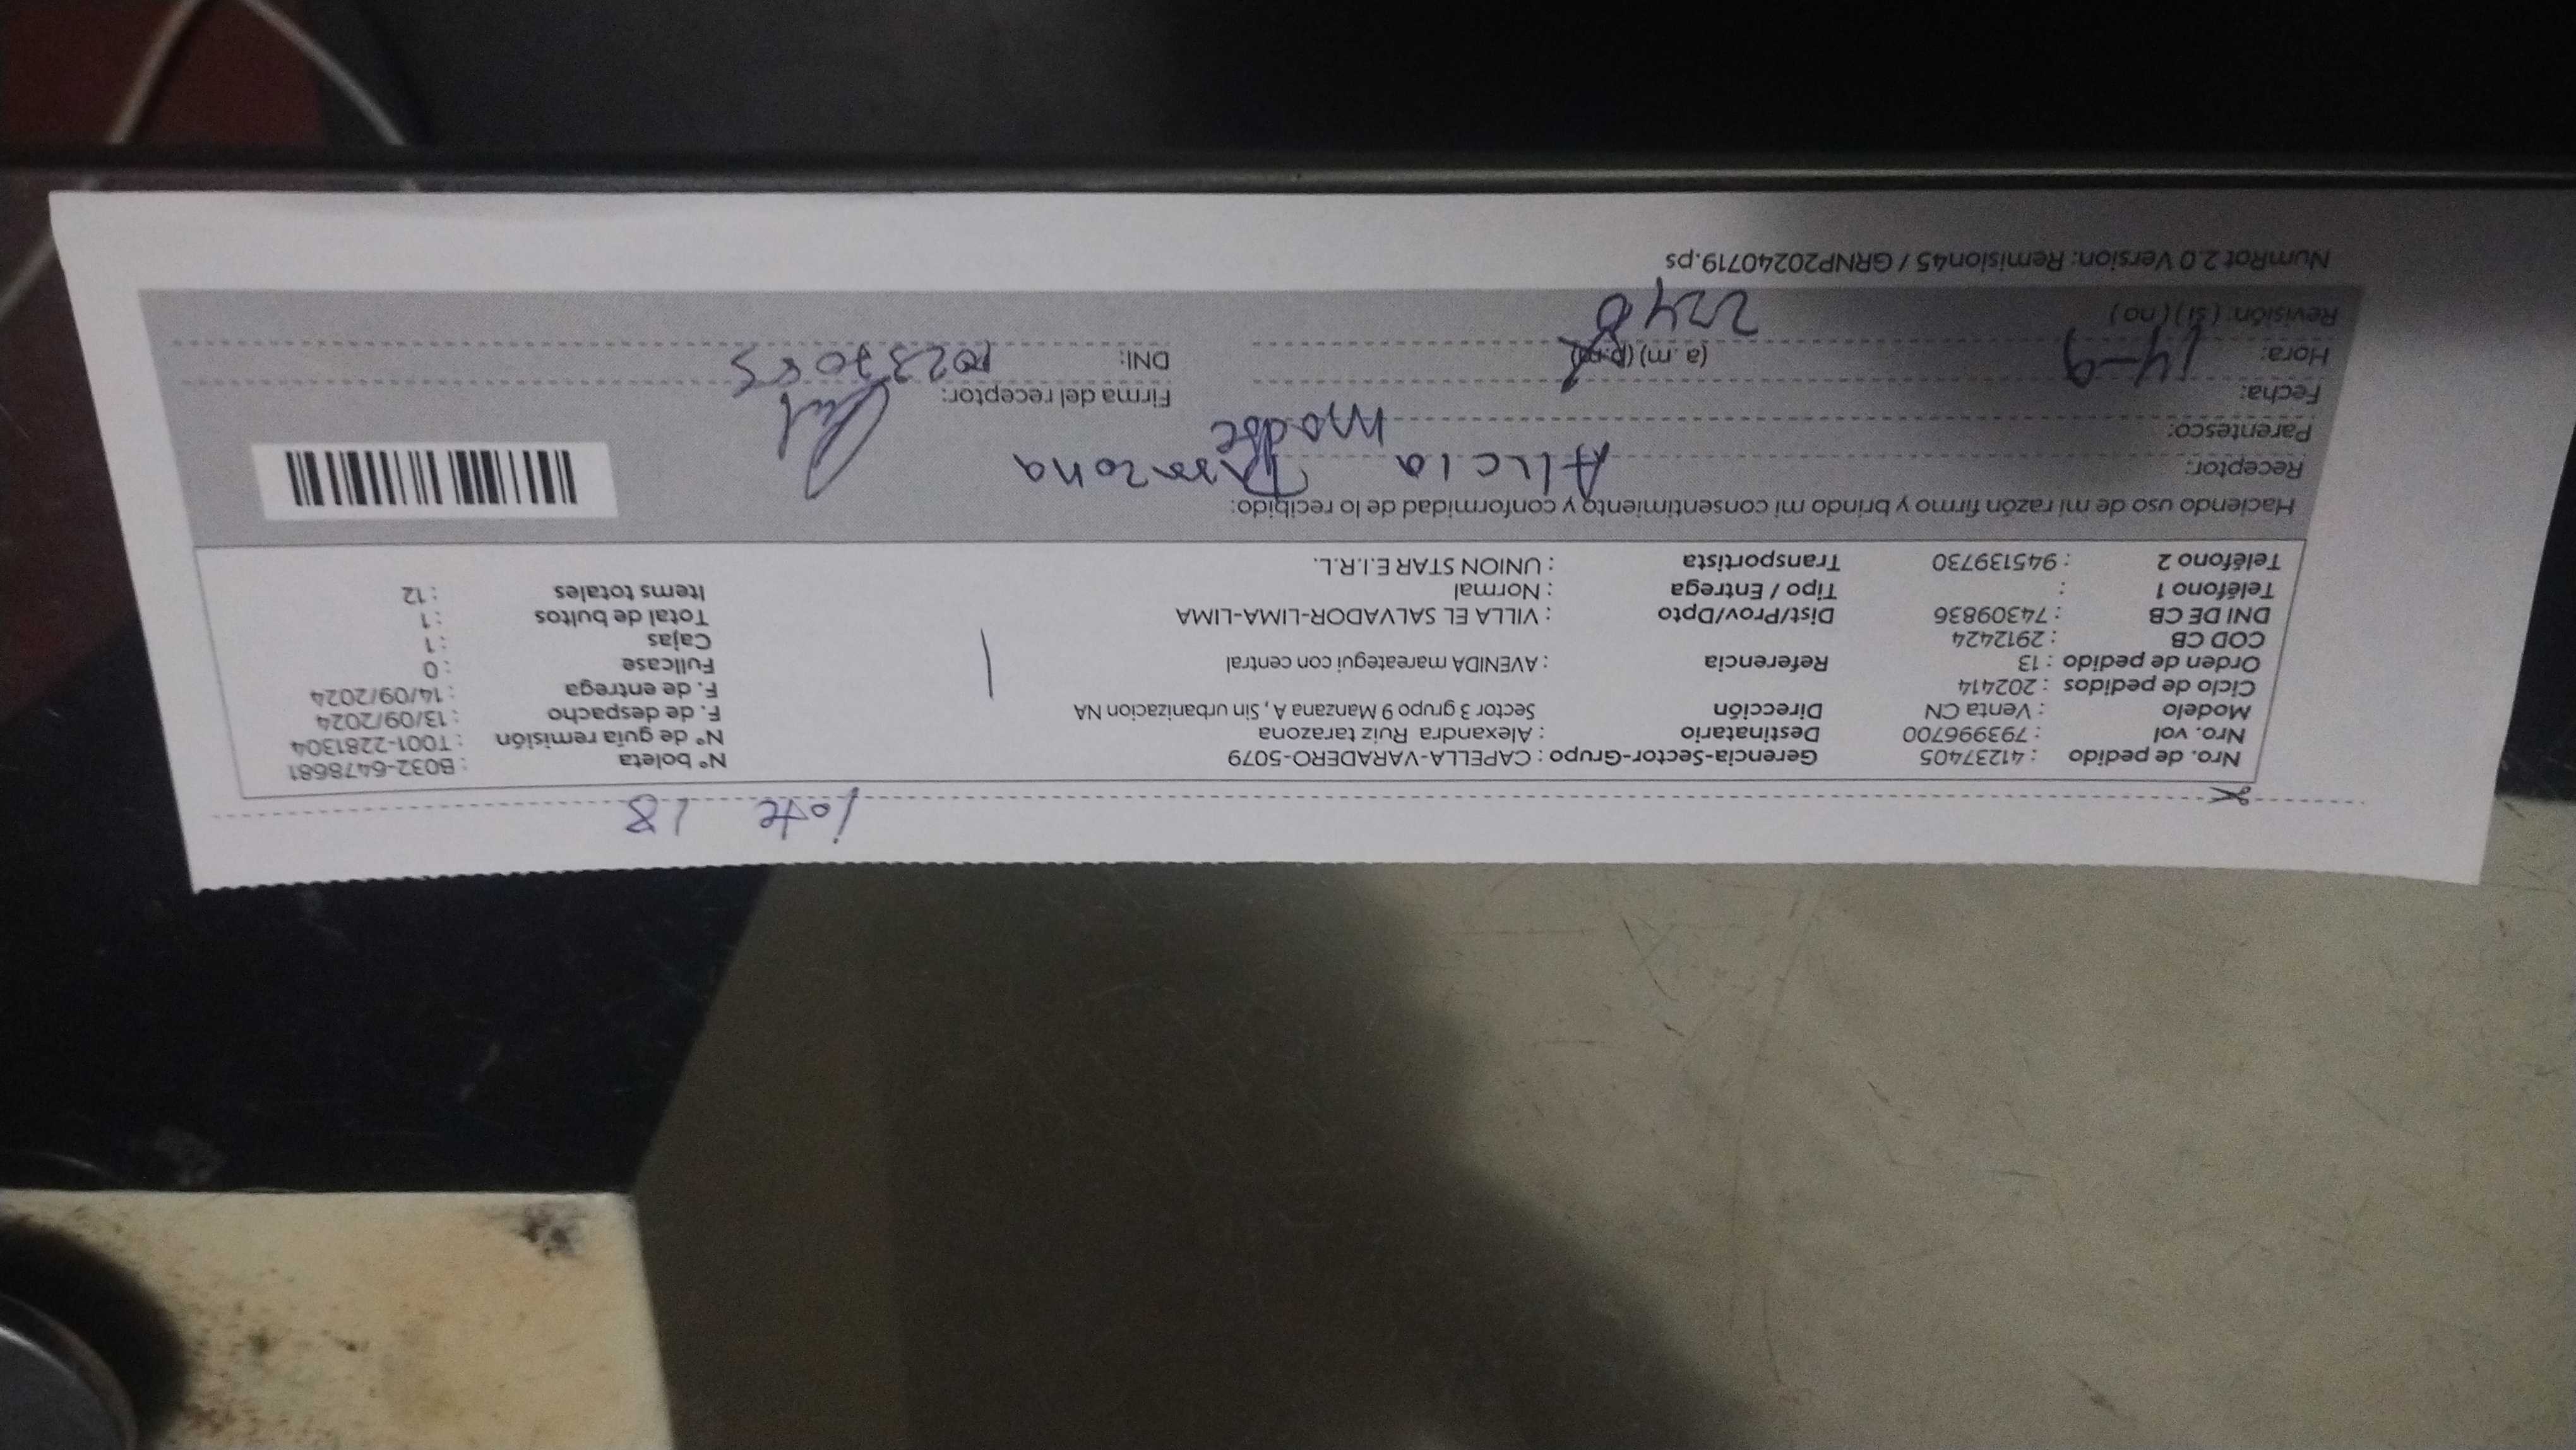 lote 18
Nro. de pedido : 41237405 Gerencia-Sector-Grupo : CAPELLA-VARADERO-5079 N° boleta : B032-6478681
Nro. vol : 793996700 Destinatario : Alexandra Ruiz tarazona N° de guía remisión : T001-2281304
Modelo : Venta CN Dirección Sector 3 grupo 9 Manzana A , Sin urbanizacion NA F. de despacho : 13/09/2024
Ciclo de pedidos : 202414 F. de entrega : 14/09/2024
Orden de pedido : 13 Referencia : AVENIDA mareategui con central Fullcase : 0
COD CB : 2912424 Cajas : 1
DNI DE CB : 74309836 Dist/Prov/Dpto : VILLA EL SALVADOR-LIMA-LIMA Total de bultos : 1
Teléfono 1 : Tipo / Entrega : Normal Items totales : 12
Teléfono 2 : 945139730 Transportista : UNION STAR E.I.R.L.
Haciendo uso de mi razón firmo y brindo mi consentimiento y conformidad de lo recibido:
Receptor: Alicia
Parentesco: Madre
Fecha: 14-9 Firma del receptor:
Hora: (a. m) (p.m) DNI:
Revisión: ( si ) ( no )
NumRot 2.0 Version: Remision45 / GRNP20240719.ps